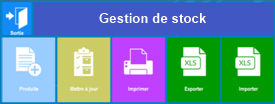 Gestion de stock
Sortie
Produits
Mettre à jour
Imprimer
XLS
Exporter
XLS
Importer